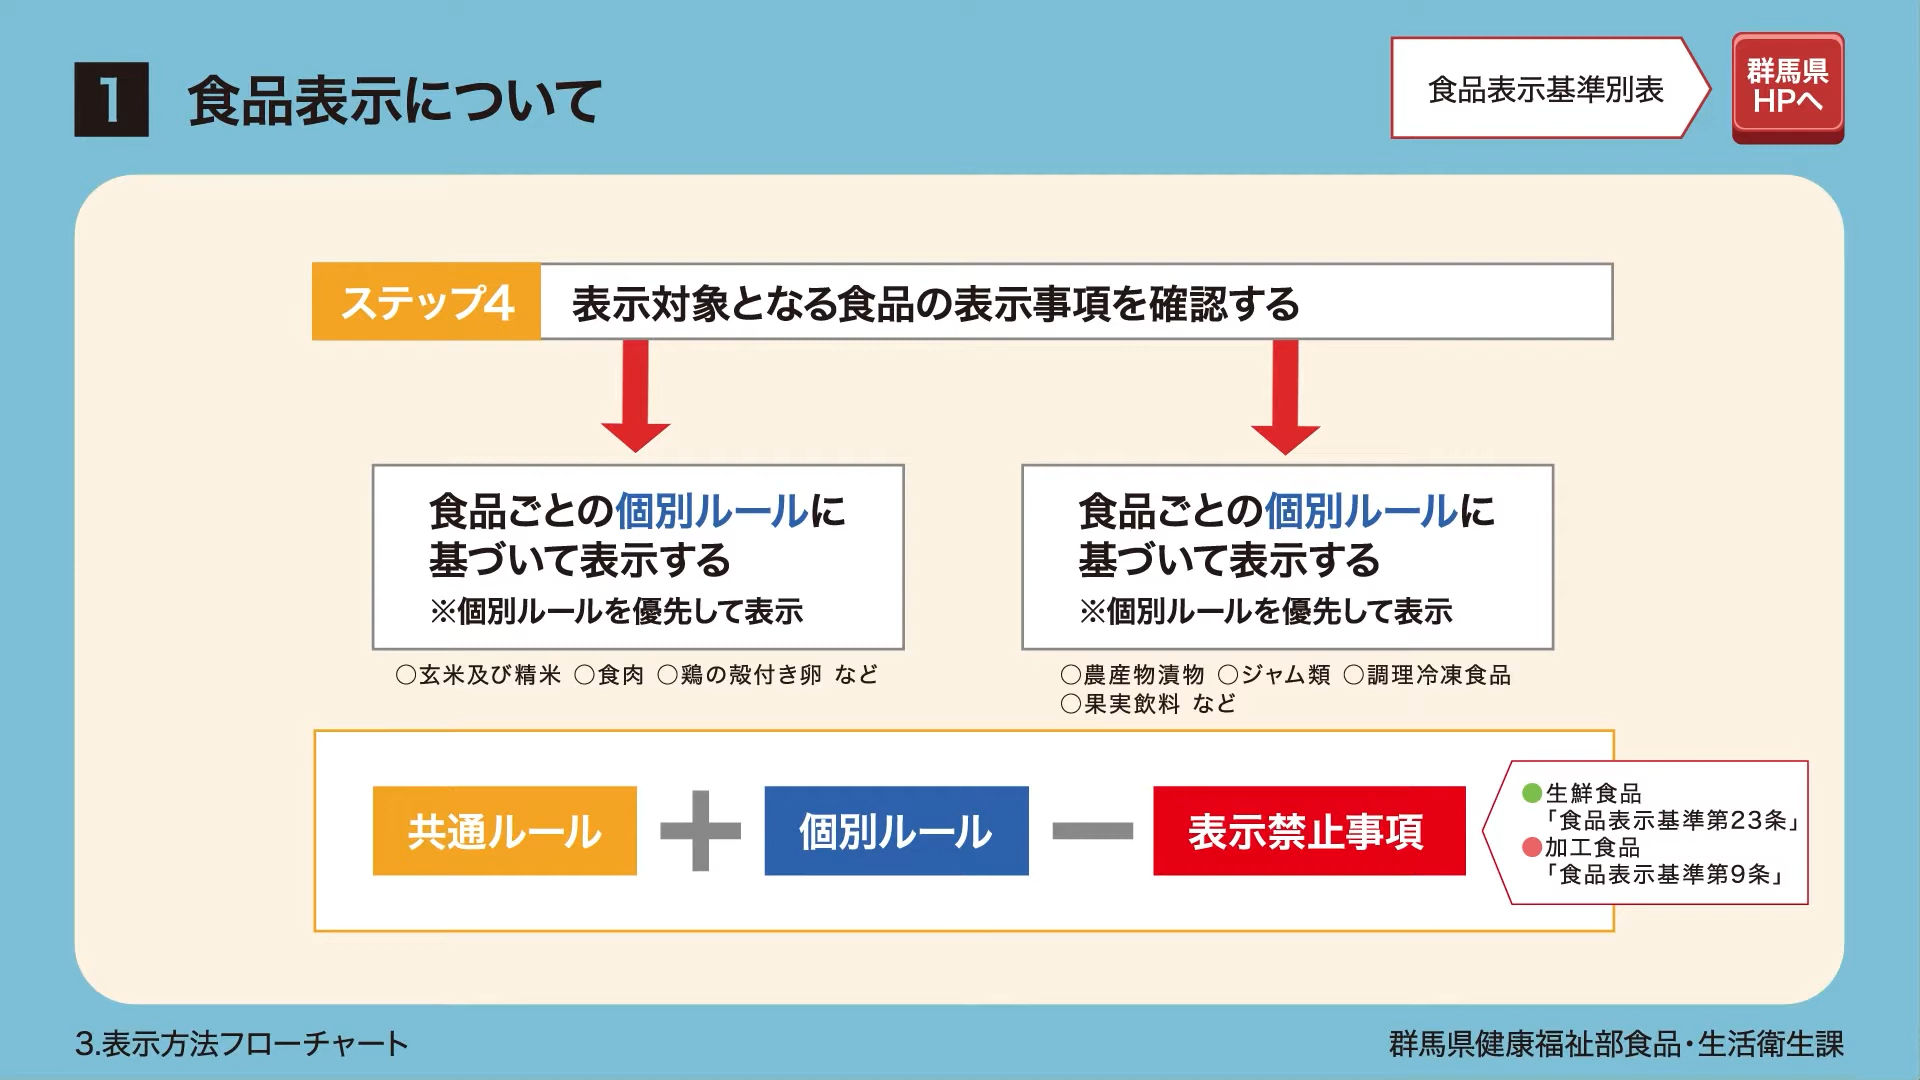 1 食品表示について
食品表示基準別表
群馬県
HPへ
ステップ4 表示対象となる食品の表示事項を確認する
食品ごとの個別ルールに
基づいて表示する
※個別ルールを優先して表示
○玄米及び精米 ○食肉 ○鶏の殻付き卵 など
食品ごとの個別ルールに
基づいて表示する
※個別ルールを優先して表示
○農産物漬物 ○ジャム類 ○調理冷凍食品
○果実飲料 など
共通ルール + 個別ルール − 表示禁止事項
●生鮮食品
「食品表示基準第23条」
●加工食品
「食品表示基準第9条」
3.表示方法フローチャート
群馬県健康福祉部食品・生活衛生課